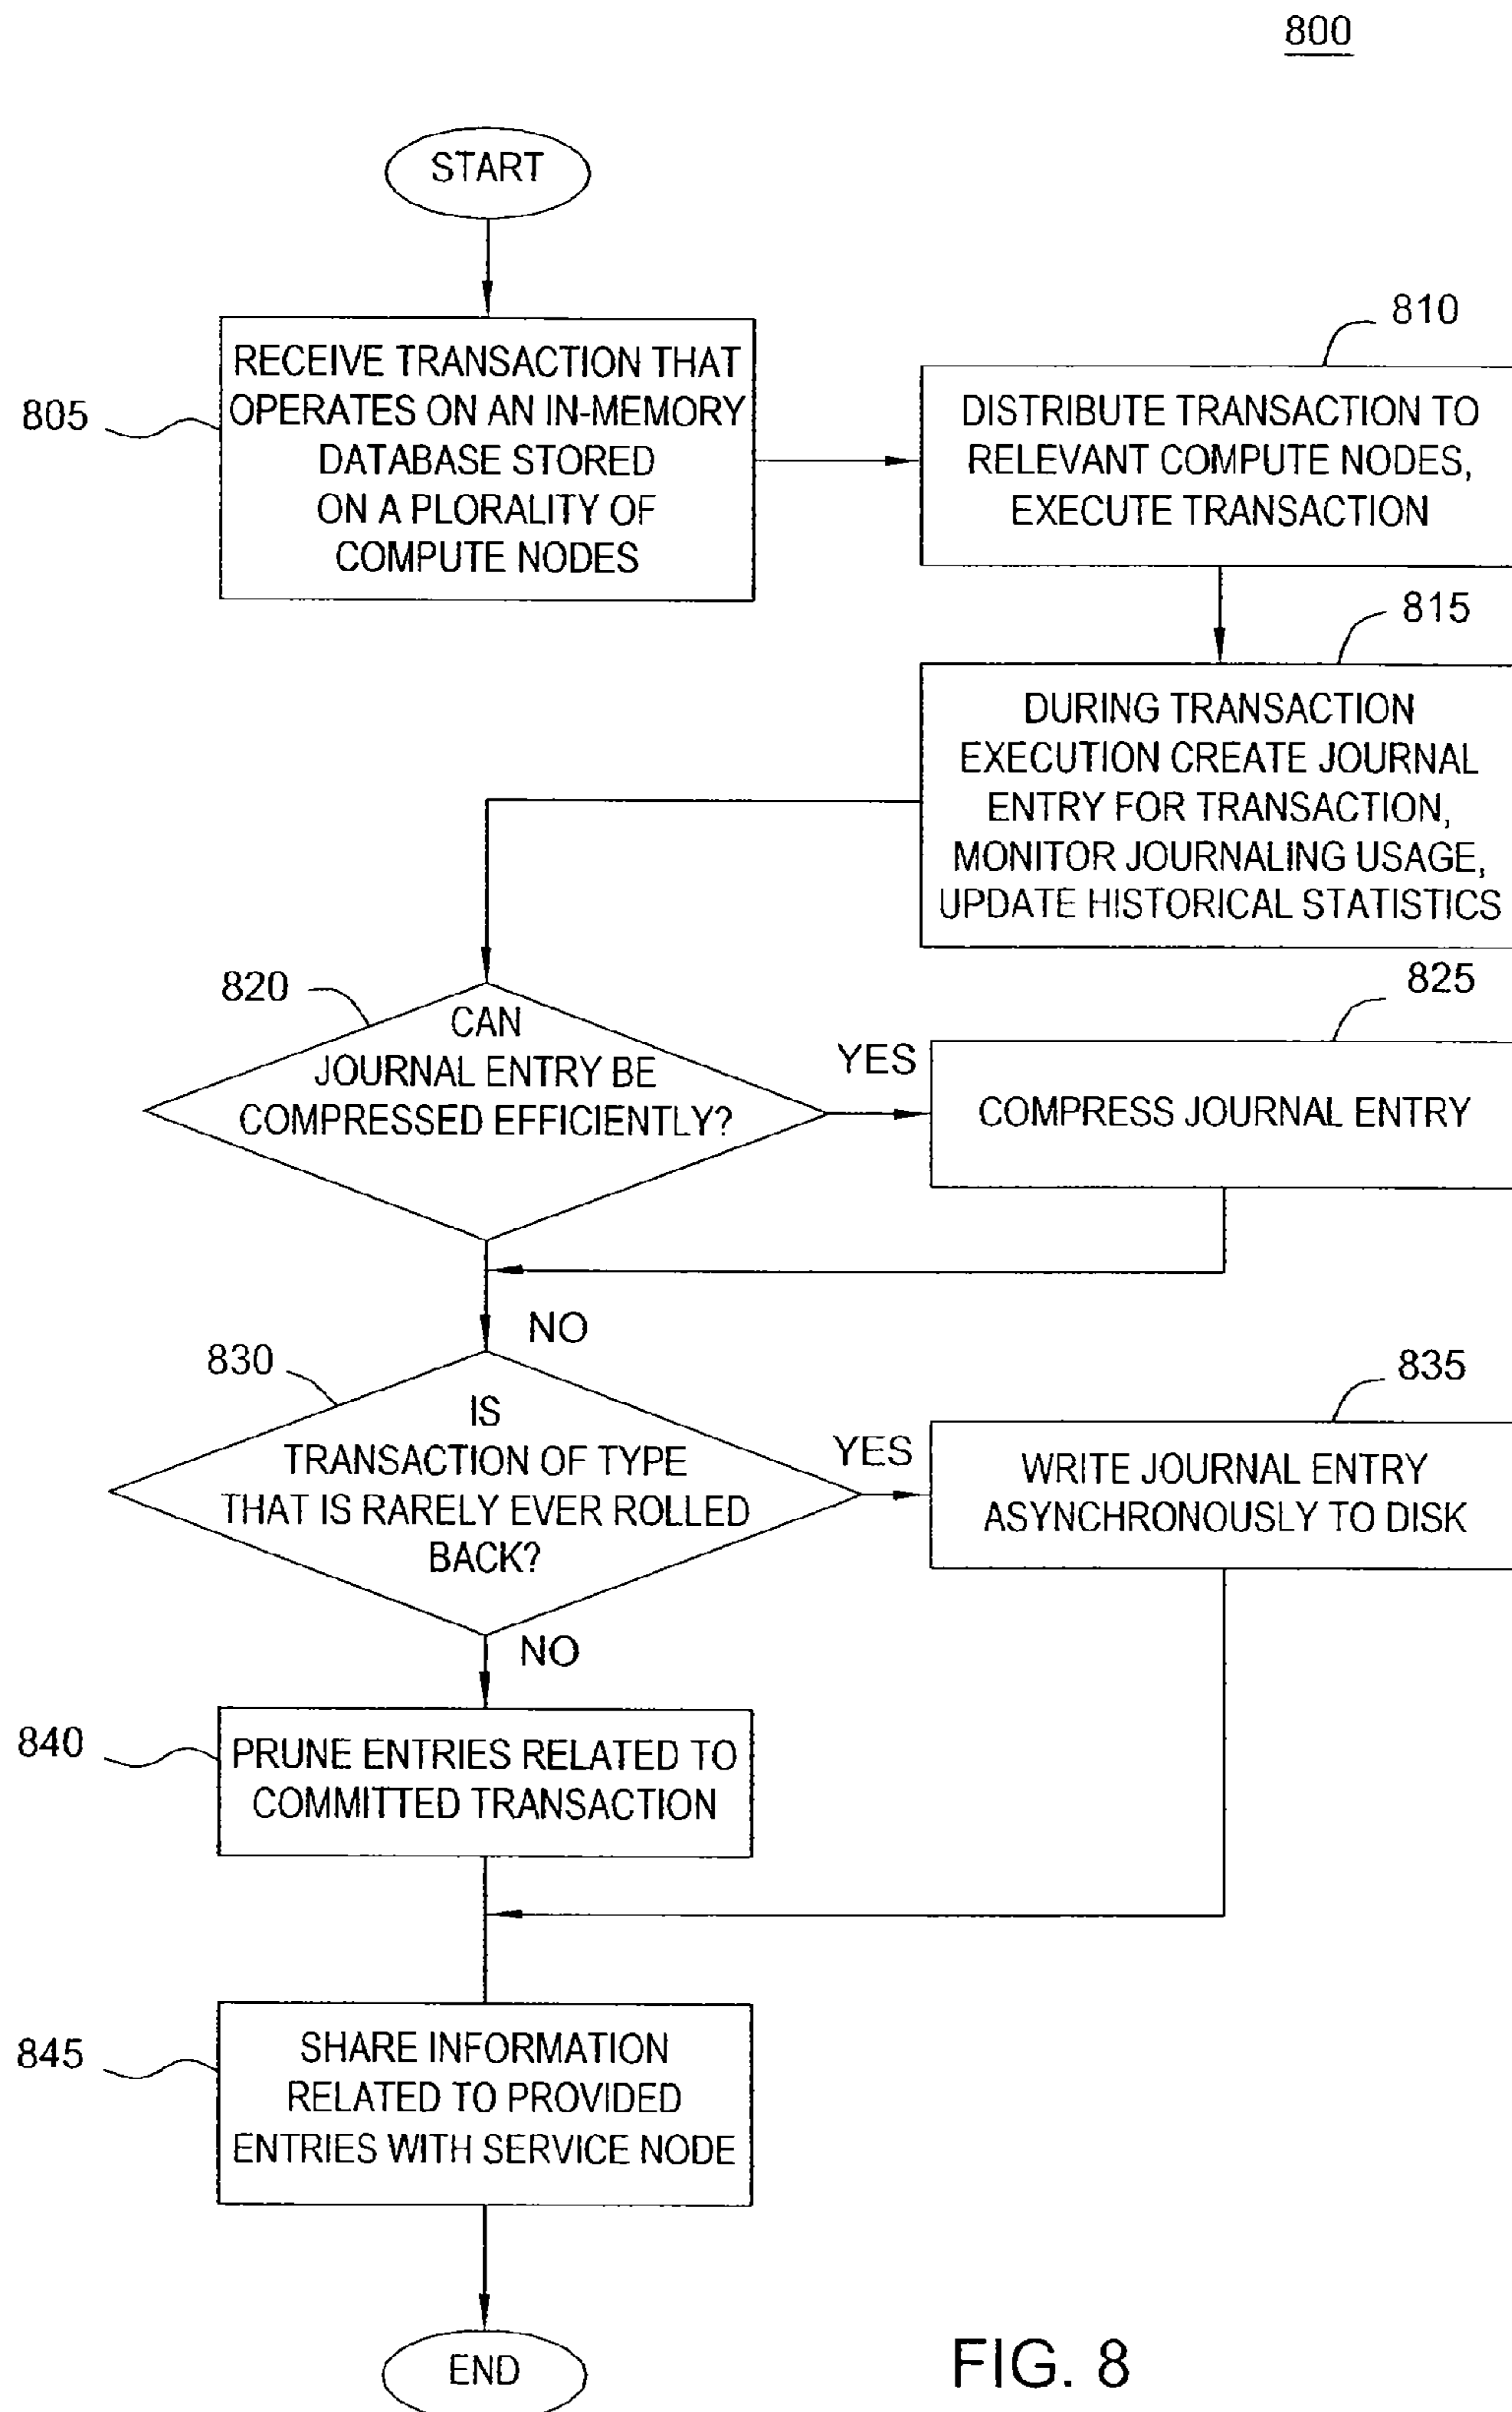 800
START
805
RECEIVE TRANSACTION THAT
OPERATES ON AN IN-MEMORY
DATABASE STORED
ON A PLORALITY OF
COMPUTE NODES
810
DISTRIBUTE TRANSACTION TO
RELEVANT COMPUTE NODES,
EXECUTE TRANSACTION
815
DURING TRANSACTION
EXECUTION CREATE JOURNAL
ENTRY FOR TRANSACTION,
MONITOR JOURNALING USAGE,
UPDATE HISTORICAL STATISTICS
820
CAN
JOURNAL ENTRY BE
COMPRESSED EFFICIENTLY?
YES
825
COMPRESS JOURNAL ENTRY
NO
830
IS
TRANSACTION OF TYPE
THAT IS RARELY EVER ROLLED
BACK?
YES
835
WRITE JOURNAL ENTRY
ASYNCHRONOUSLY TO DISK
NO
840
PRUNE ENTRIES RELATED TO
COMMITTED TRANSACTION
845
SHARE INFORMATION
RELATED TO PROVIDED
ENTRIES WITH SERVICE NODE
END
FIG. 8